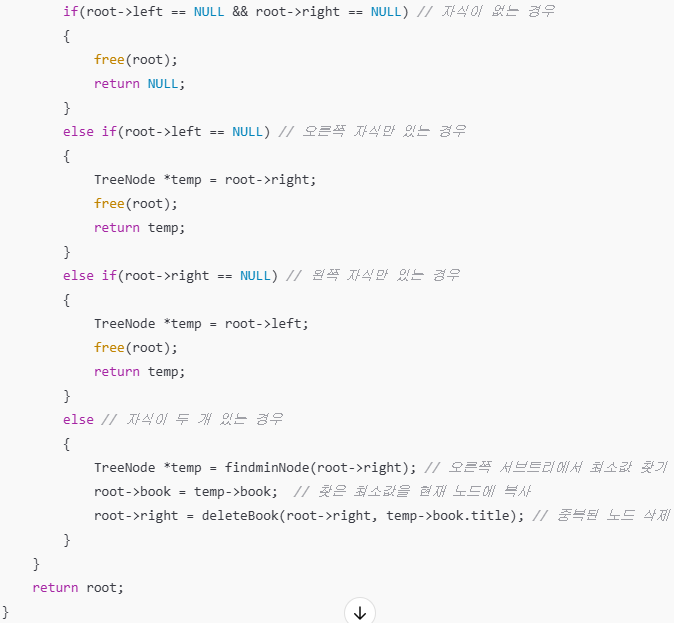 if(root->left == NULL && root->right == NULL) // 자식이 없는 경우
{
free(root);
return NULL;
}
else if(root->left == NULL) // 오른쪽 자식만 있는 경우
{
TreeNode *temp = root->right;
free(root);
return temp;
}
else if(root->right == NULL) // 왼쪽 자식만 있는 경우
{
TreeNode *temp = root->left;
free(root);
return temp;
}
else // 자식이 두 개 있는 경우
{
TreeNode *temp = findminNode(root->right); // 오른쪽 서브트리에서 최소값 찾기
root->book = temp->book; // 찾은 최소값을 현재 노드에 복사
root->right = deleteBook(root->right, temp->book.title); // 중복된 노드 삭제
}
}
return root;
}